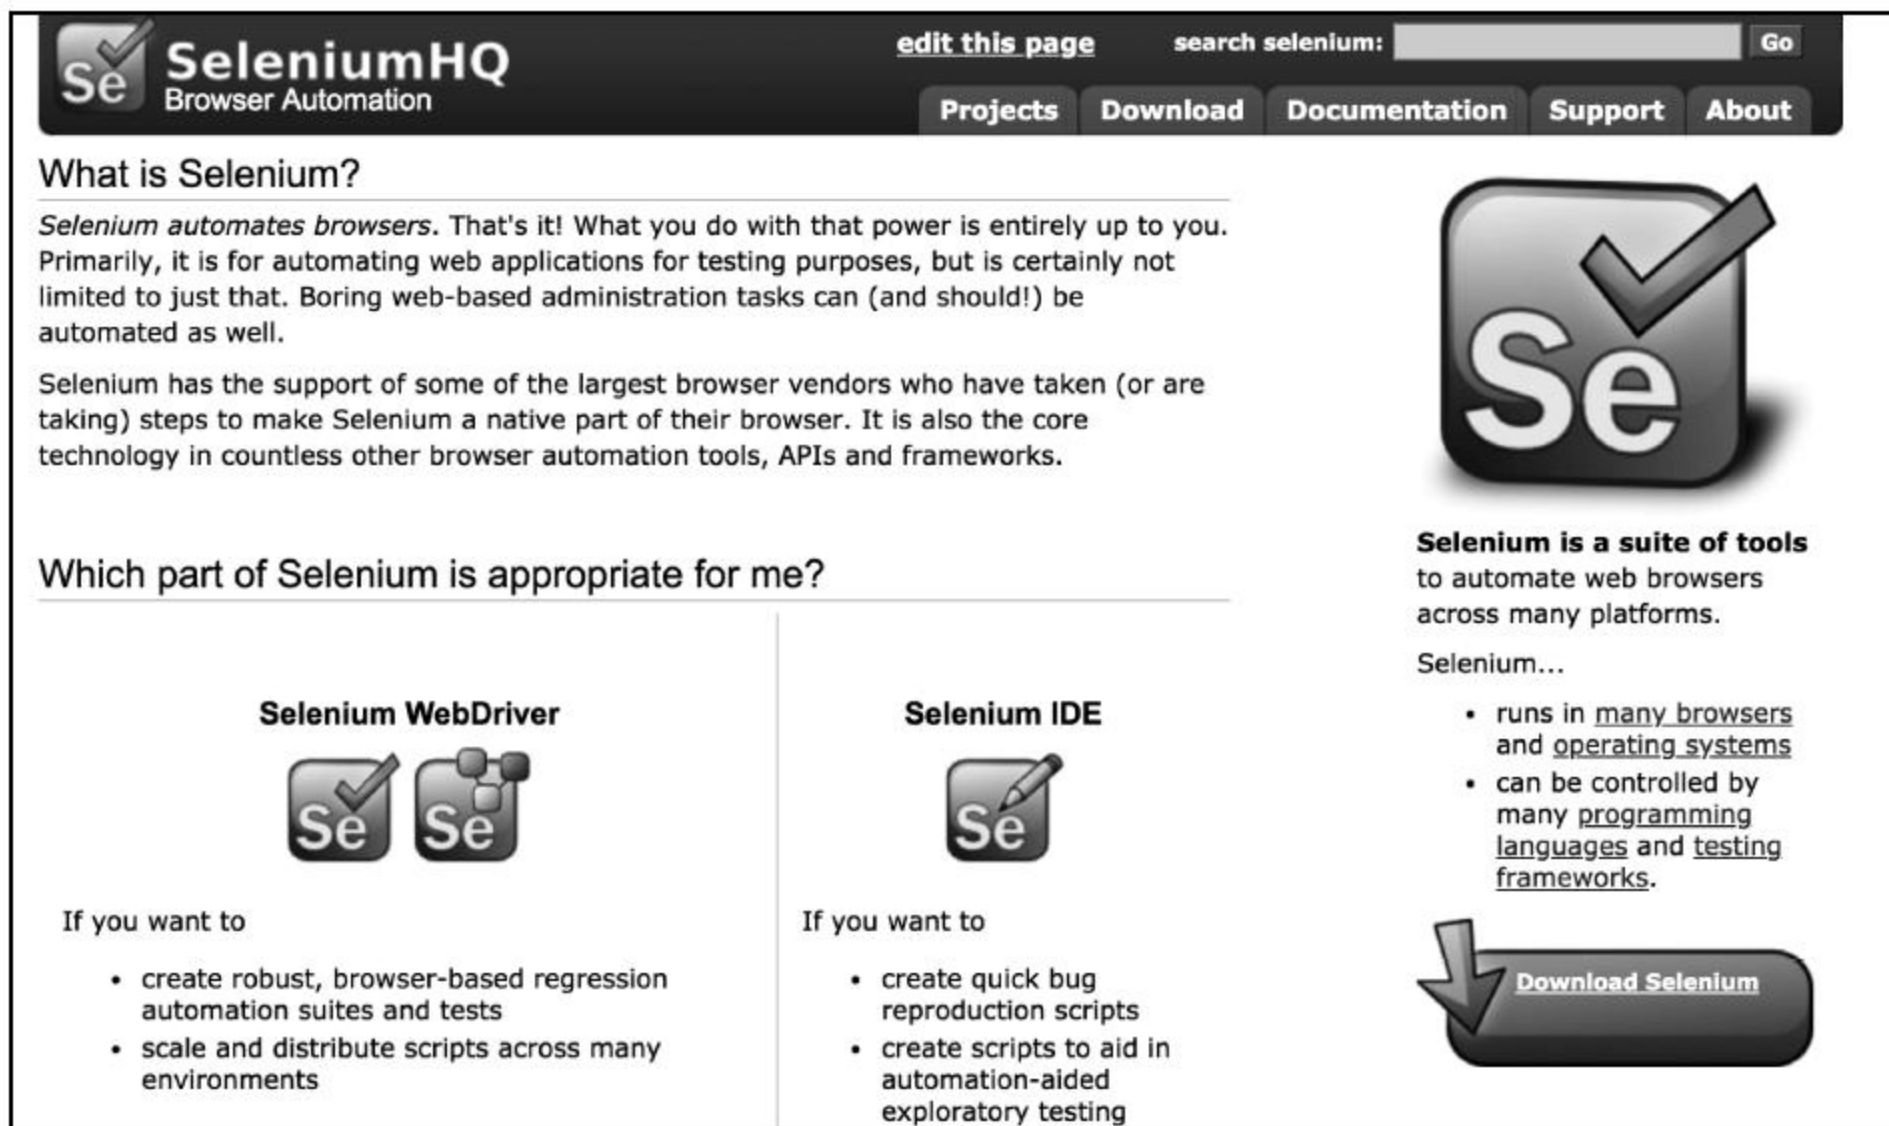 Se
SeleniumHQ
Browser Automation
edit this page
search selenium:
Go
Projects
Download
Documentation
Support
About
What is Selenium?
Selenium automates browsers. That's it! What you do with that power is entirely up to you.
Primarily, it is for automating web applications for testing purposes, but is certainly not
limited to just that. Boring web-based administration tasks can (and should!) be
automated as well.
Selenium has the support of some of the largest browser vendors who have taken (or are
taking) steps to make Selenium a native part of their browser. It is also the core
technology in countless other browser automation tools, APIs and frameworks.
Which part of Selenium is appropriate for me?
Selenium WebDriver
Se
Se
If you want to
• create robust, browser-based regression
automation suites and tests
• scale and distribute scripts across many
environments
Selenium IDE
Se
If you want to
• create quick bug
reproduction scripts
• create scripts to aid in
automation-aided
exploratory testing
Se
Selenium is a suite of tools
to automate web browsers
across many platforms.
Selenium...
• runs in many browsers
and operating systems
• can be controlled by
many programming
languages and testing
frameworks.
Download Selenium